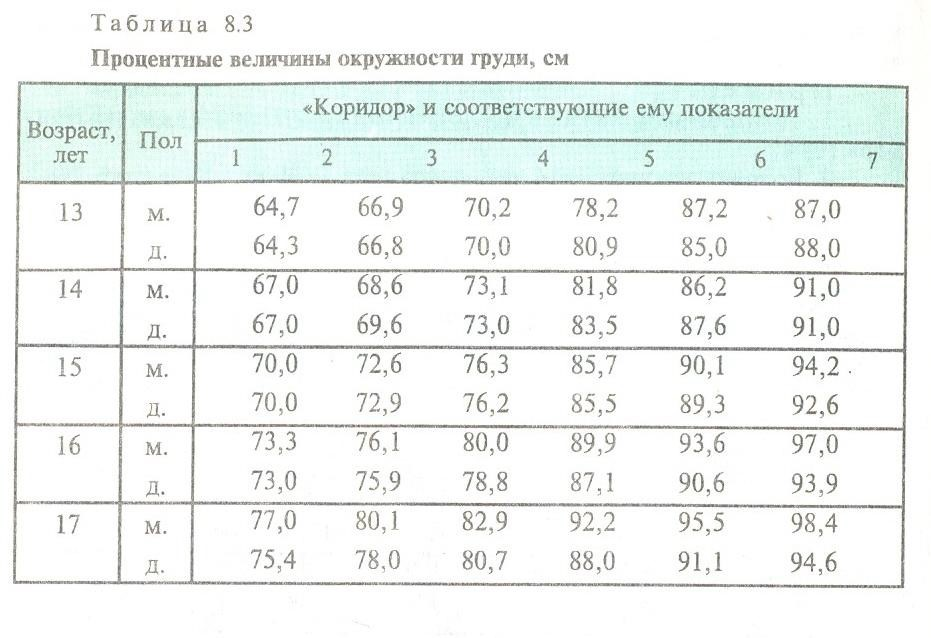 Таблица 8.3
Процентные величины окружности груди, см
Возраст, лет Пол «Коридор» и соответствующие ему показатели
1 2 3 4 5 6 7
13 м. 64,7 66,9 70,2 78,2 87,2 87,0
д. 64,3 66,8 70,0 80,9 85,0 88,0
14 м. 67,0 68,6 73,1 81,8 86,2 91,0
д. 67,0 69,6 73,0 83,5 87,6 91,0
15 м. 70,0 72,6 76,3 85,7 90,1 94,2
д. 70,0 72,9 76,2 85,5 89,3 92,6
16 м. 73,3 76,1 80,0 89,9 93,6 97,0
д. 73,0 75,9 78,8 87,1 90,6 93,9
17 м. 77,0 80,1 82,9 92,2 95,5 98,4
д. 75,4 78,0 80,7 88,0 91,1 94,6